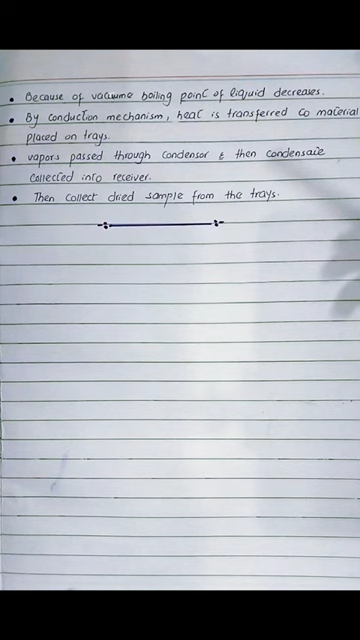 • Because of vacuume boiling point of liquid decreases.
• By conduction mechanism, heat is transferred to material
placed on trays.
• vapors passed through condensor & then condensate
collected into receiver.
• Then collect dried sample from the trays.